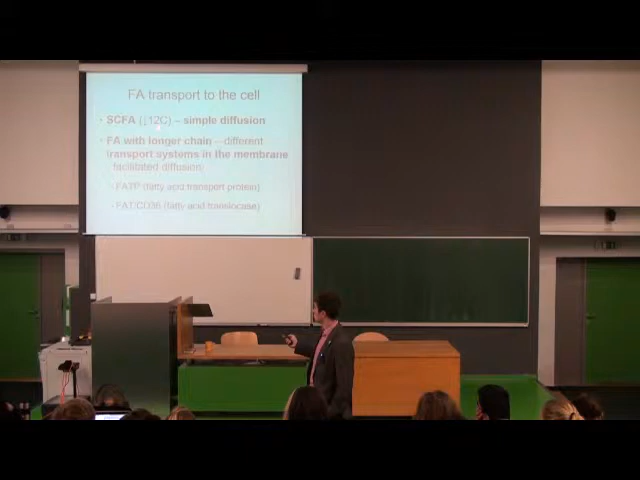 FA transport to the cell
• SCFA (↓12C) – simple diffusion
• FA with longer chain – different
transport systems in the membrane
facilitated diffusion
- FATP (fatty acid transport protein)
- FAT/CD36 (fatty acid translocase)